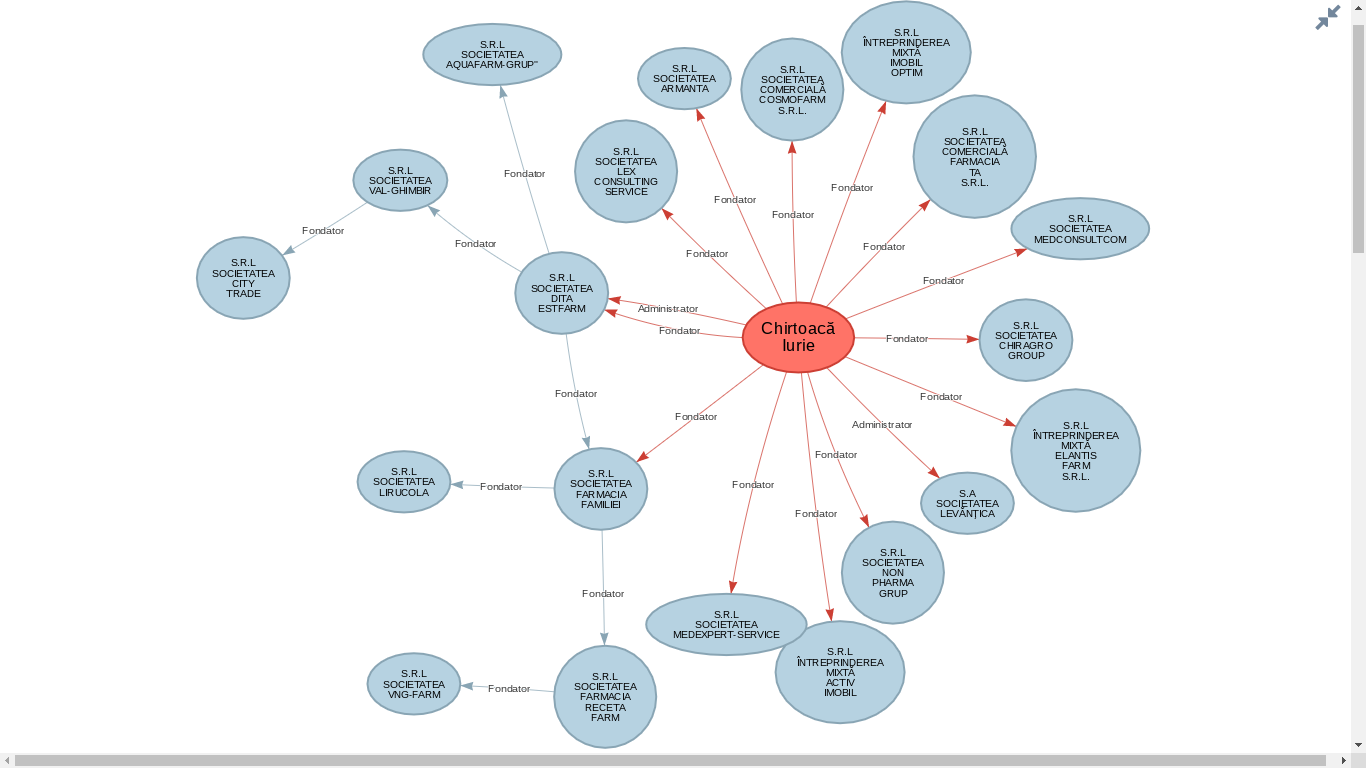 S.R.L
SOCIETATEA
AQUAFARM-GRUP"
S.R.L
SOCIETATEA
ARMANTA
S.R.L
SOCIETATEA
COMERCIALĂ
COSMOFARM
S.R.L.
S.R.L
ÎNTREPRINDEREA
MIXTĂ
IMOBIL
OPTIM
S.R.L
SOCIETATEA
LEX
CONSULTING
SERVICE
S.R.L
SOCIETATEA
COMERCIALĂ
FARMACIA
TA
S.R.L.
S.R.L
SOCIETATEA
VAL-GHIMBIR
Fondator
Fondator
Fondator
Fondator
Fondator
S.R.L
SOCIETATEA
MEDCONSULTCOM
Fondator
Fondator
Fondator
Fondator
S.R.L
SOCIETATEA
CITY
TRADE
Fondator
S.R.L
SOCIETATEA
DITA
ESTFARM
Administrator
Fondator
Chirtoacă
Iurie
Fondator
S.R.L
SOCIETATEA
CHIRAGRO
GROUP
Fondator
Fondator
Fondator
Administrator
S.R.L
ÎNTREPRINDEREA
MIXTĂ
ELANTIS
FARM
S.R.L.
Fondator
S.R.L
SOCIETATEA
LIRUCOLA
Fondator
S.R.L
SOCIETATEA
FARMACIA
FAMILIEI
Fondator
Fondator
S.A
SOCIETATEA
LEVĂNȚICA
S.R.L
SOCIETATEA
NON
PHARMA
GRUP
Fondator
S.R.L
SOCIETATEA
MEDEXPERT-SERVICE
S.R.L
ÎNTREPRINDEREA
MIXTĂ
ACTIV
IMOBIL
S.R.L
SOCIETATEA
VNG-FARM
Fondator
S.R.L
SOCIETATEA
FARMACIA
RECETA
FARM